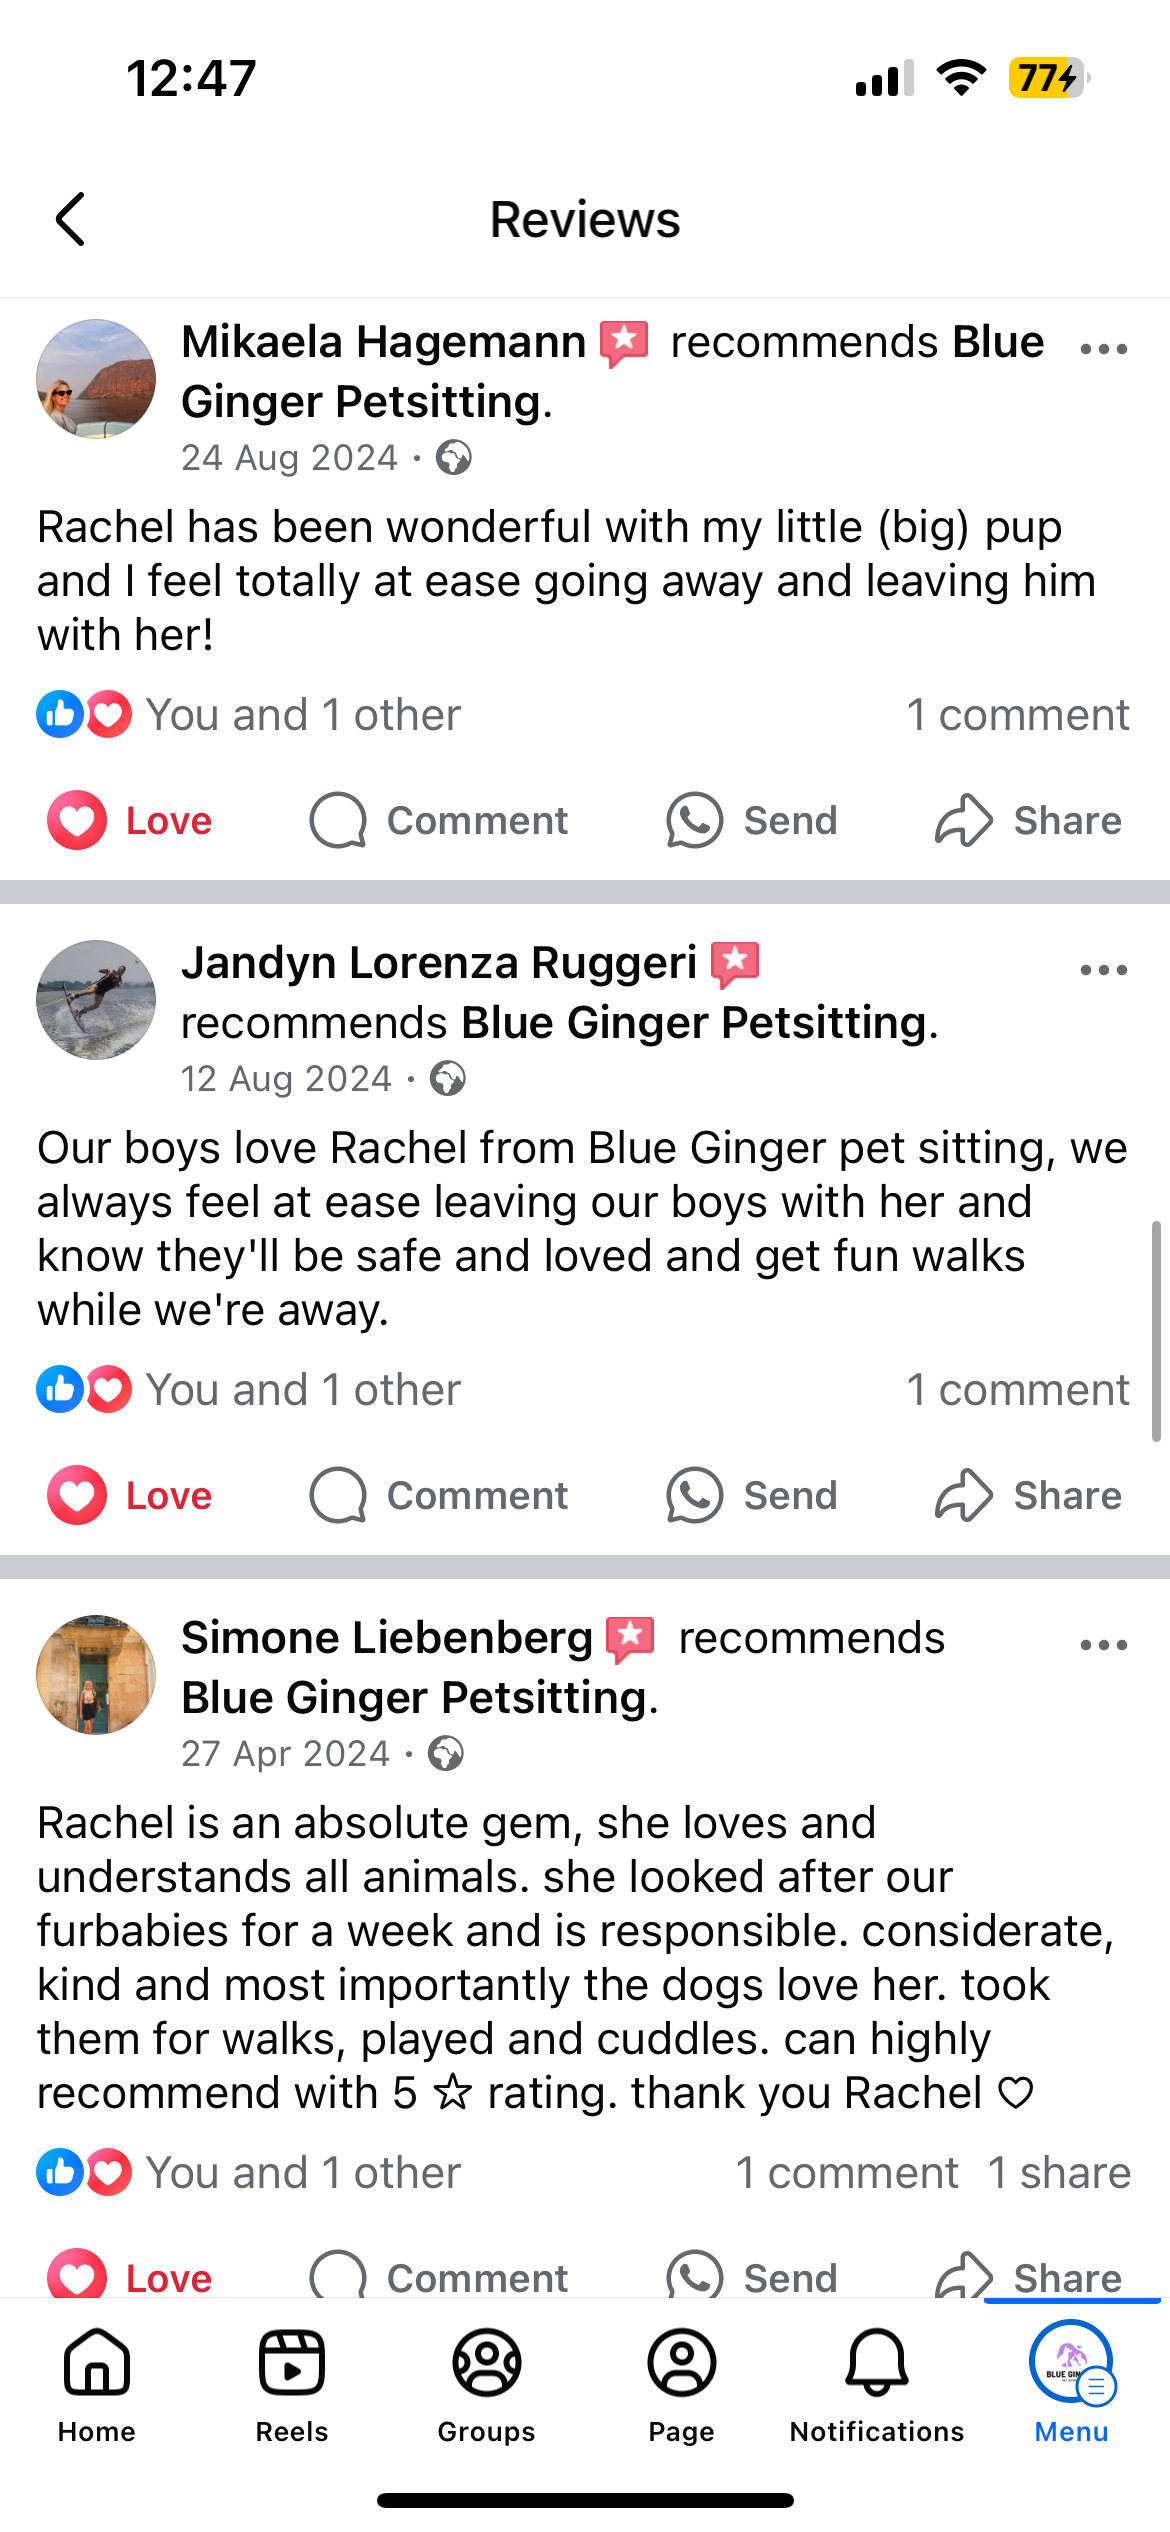 12:47
77
Reviews
Mikaela Hagemann recommends Blue
Ginger Petsitting.
24 Aug 2024 ·
Rachel has been wonderful with my little (big) pup
and I feel totally at ease going away and leaving him
with her!
You and 1 other 1 comment
Love Comment Send Share
Jandyn Lorenza Ruggeri
recommends Blue Ginger Petsitting.
12 Aug 2024 ·
Our boys love Rachel from Blue Ginger pet sitting, we
always feel at ease leaving our boys with her and
know they'll be safe and loved and get fun walks
while we're away.
You and 1 other 1 comment
Love Comment Send Share
Simone Liebenberg recommends
Blue Ginger Petsitting.
27 Apr 2024 ·
Rachel is an absolute gem, she loves and
understands all animals. she looked after our
furbabies for a week and is responsible. considerate,
kind and most importantly the dogs love her. took
them for walks, played and cuddles. can highly
recommend with 5 ☆ rating. thank you Rachel ♡
You and 1 other 1 comment 1 share
Love Comment Send Share
BLUE GIN
Home Reels Groups Page Notifications Menu